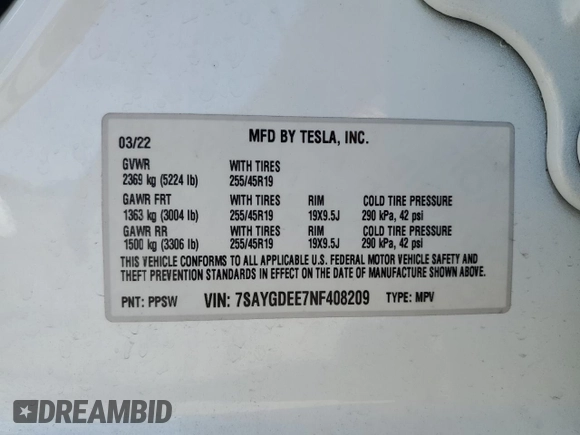 03/22 MFD BY TESLA, INC.
GVWR WITH TIRES
2369 kg (5224 lb) 255/45R19
GAWR FRT WITH TIRES RIM COLD TIRE PRESSURE
1363 kg (3004 lb) 255/45R19 19X9.5J 290 kPa, 42 psi
GAWR RR WITH TIRES RIM COLD TIRE PRESSURE
1500 kg (3306 lb) 255/45R19 19X9.5J 290 kPa, 42 psi
THIS VEHICLE CONFORMS TO ALL APPLICABLE U.S. FEDERAL MOTOR VEHICLE SAFETY AND
THEFT PREVENTION STANDARDS IN EFFECT ON THE DATE OF MANUFACTURE SHOWN ABOVE.
PNT: PPSW VIN: 7SAYGDEE7NF408209 TYPE: MPV
DREAMBID